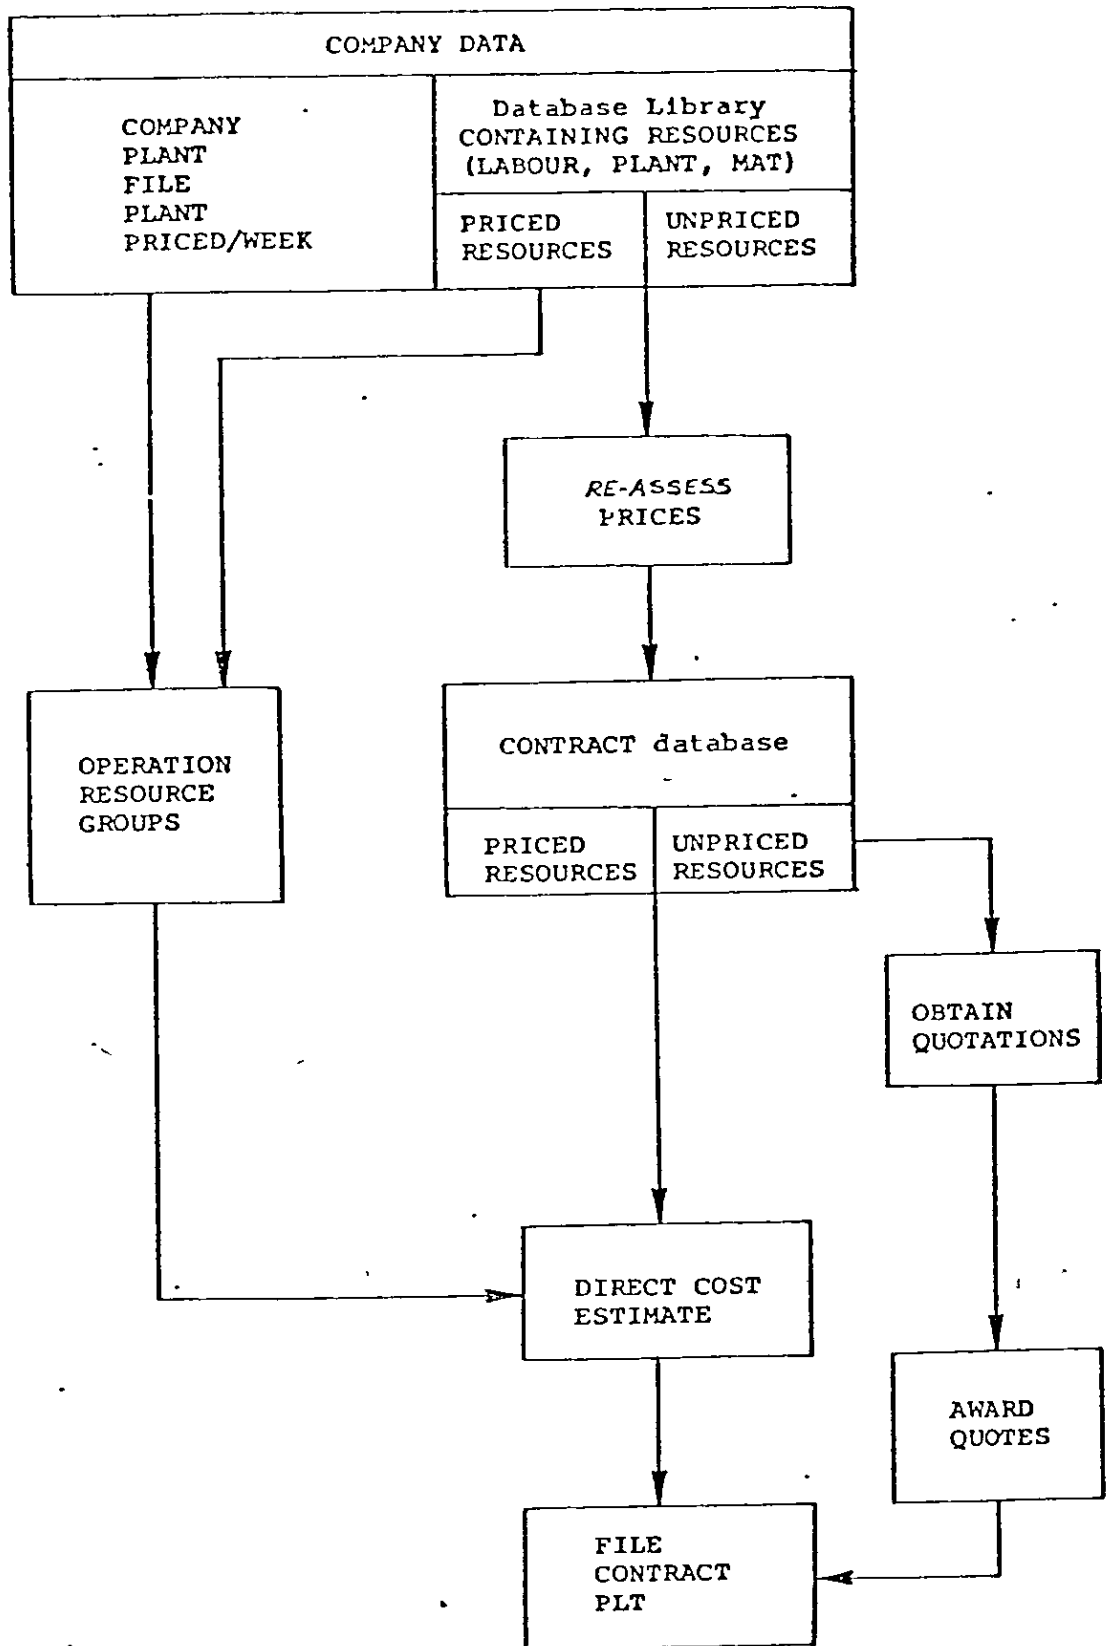 COMPANY DATA
COMPANY
PLANT
FILE
PLANT
PRICED/WEEK
Database Library
CONTAINING RESOURCES
(LABOUR, PLANT, MAT)
PRICED
RESOURCES
UNPRICED
RESOURCES
RE-ASSESS
PRICES
OPERATION
RESOURCE
GROUPS
CONTRACT database
PRICED
RESOURCES
UNPRICED
RESOURCES
OBTAIN
QUOTATIONS
DIRECT COST
ESTIMATE
AWARD
QUOTES
FILE
CONTRACT
PLT